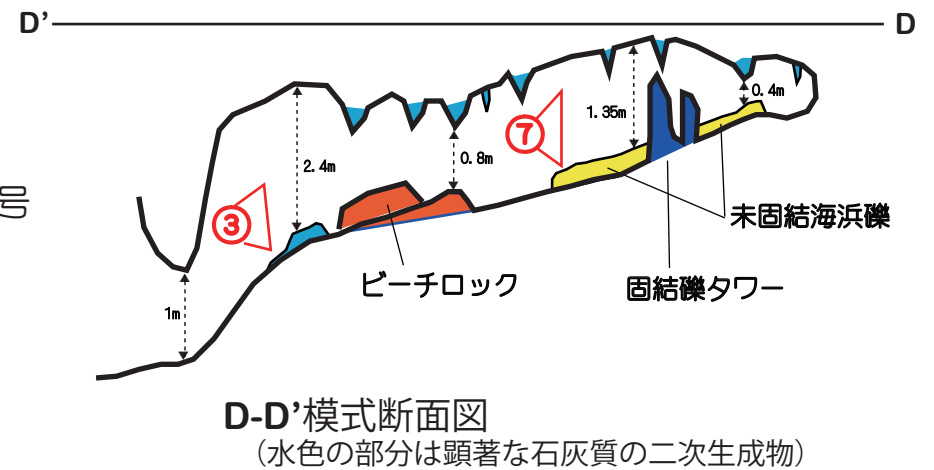 D’ D
0.4m
1.35m
⑦
0.8m
2.4m
③
号
未固結海浜礫
ビーチロック
固結礫タワー
1m
D-D’模式断面図
（水色の部分は顕著な石灰質の二次生成物）